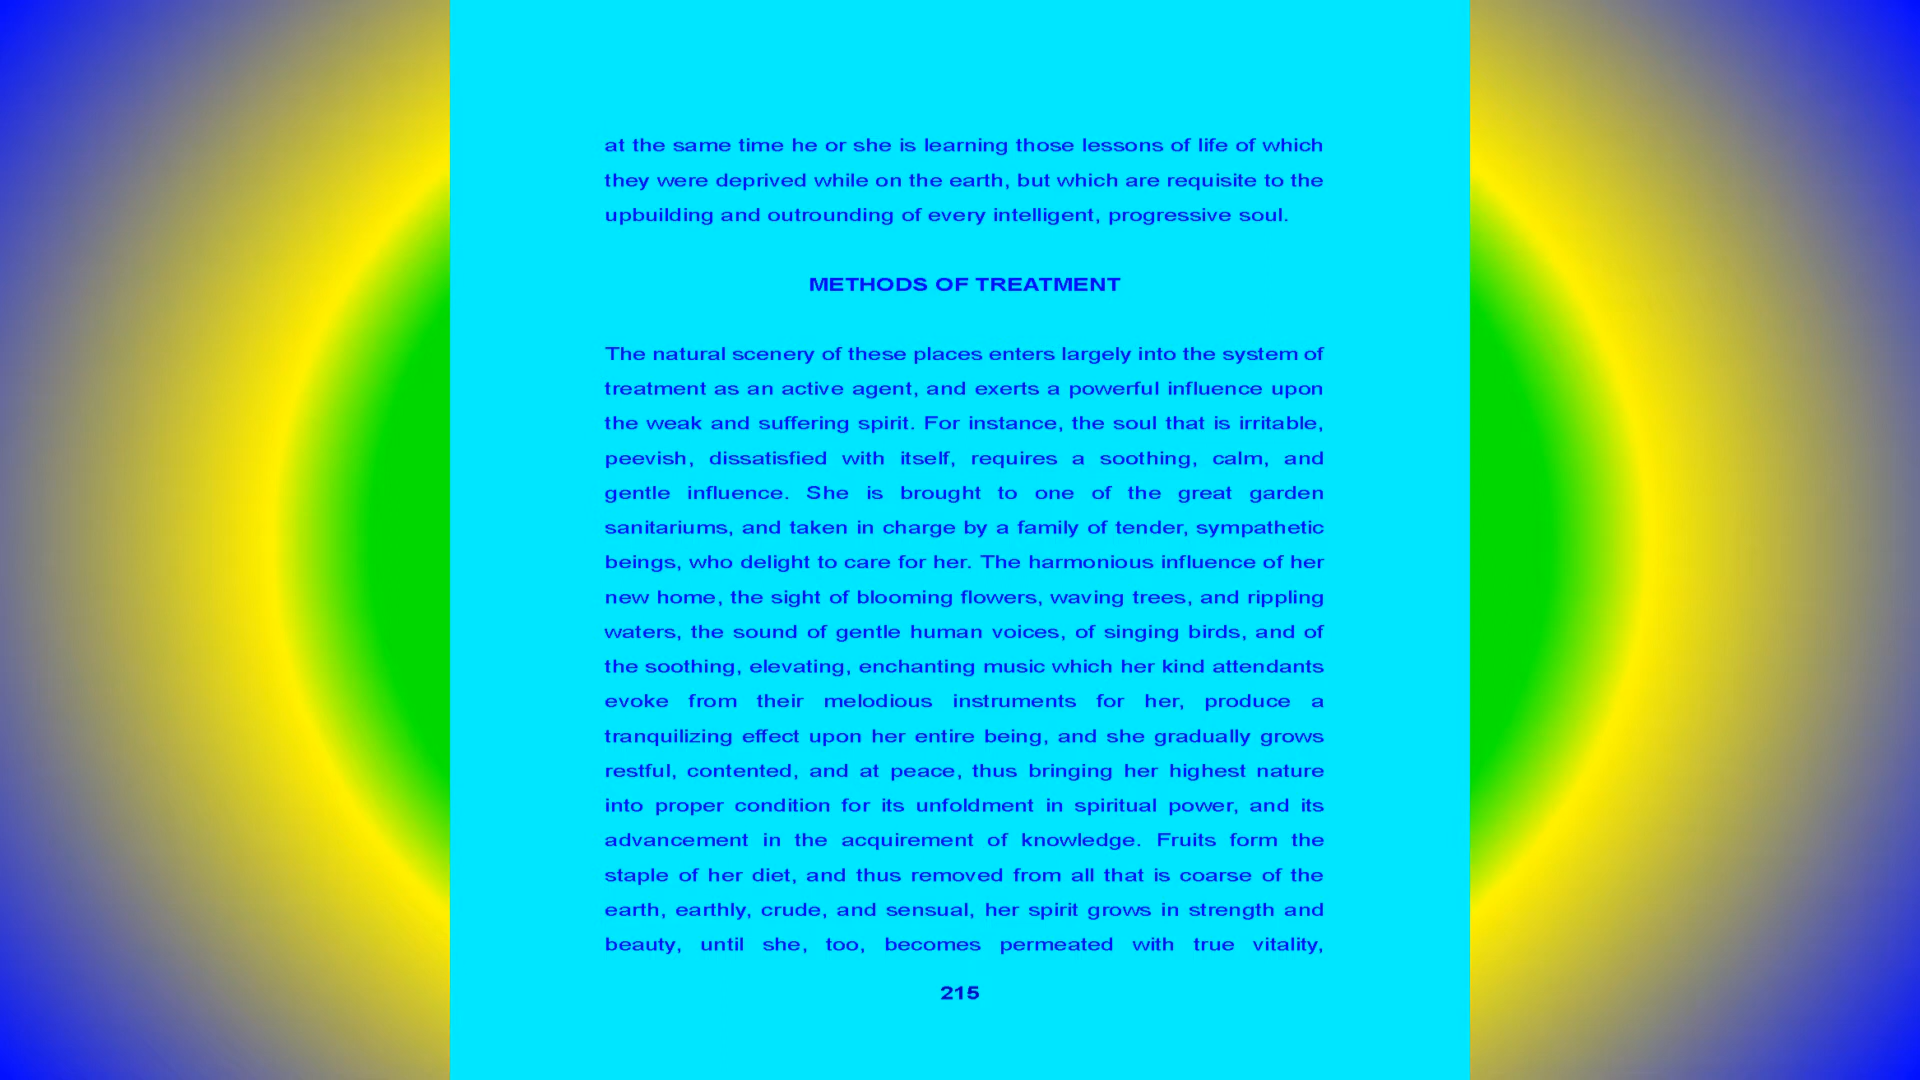 at the same time he or she is learning those lessons of life of which
they were deprived while on the earth, but which are requisite to the
upbuilding and outrounding of every intelligent, progressive soul.
METHODS OF TREATMENT
The natural scenery of these places enters largely into the system of
treatment as an active agent, and exerts a powerful influence upon
the weak and suffering spirit. For instance, the soul that is irritable,
peevish, dissatisfied with itself, requires a soothing, calm, and
gentle influence. She is brought to one of the great garden
sanitariums, and taken in charge by a family of tender, sympathetic
beings, who delight to care for her. The harmonious influence of her
new home, the sight of blooming flowers, waving trees, and rippling
waters, the sound of gentle human voices, of singing birds, and of
the soothing, elevating, enchanting music which her kind attendants
evoke from their melodious instruments for her, produce a
tranquilizing effect upon her entire being, and she gradually grows
restful, contented, and at peace, thus bringing her highest nature
into proper condition for its unfoldment in spiritual power, and its
advancement in the acquirement of knowledge. Fruits form the
staple of her diet, and thus removed from all that is coarse of the
earth, earthly, crude, and sensual, her spirit grows in strength and
beauty, until she, too, becomes permeated with true vitality,
215